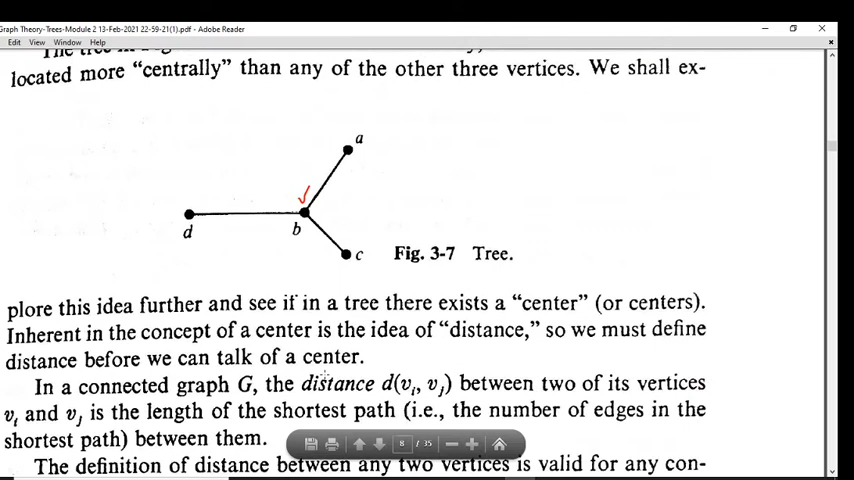 Graph Theory-Trees-Module 2 13-Feb-2021 22-59-21(1).pdf - Adobe Reader
Edit View Window Help
The tree in
located more “centrally” than any of the other three vertices. We shall ex-
a
d
b
c
Fig. 3-7 Tree.
plore this idea further and see if in a tree there exists a “center” (or centers).
Inherent in the concept of a center is the idea of “distance,” so we must define
distance before we can talk of a center.
In a connected graph G, the distance d(vᵢ, vⱼ) between two of its vertices
vᵢ and vⱼ is the length of the shortest path (i.e., the number of edges in the
shortest path) between them.
8 / 35
The definition of distance between any two vertices is valid for any con-